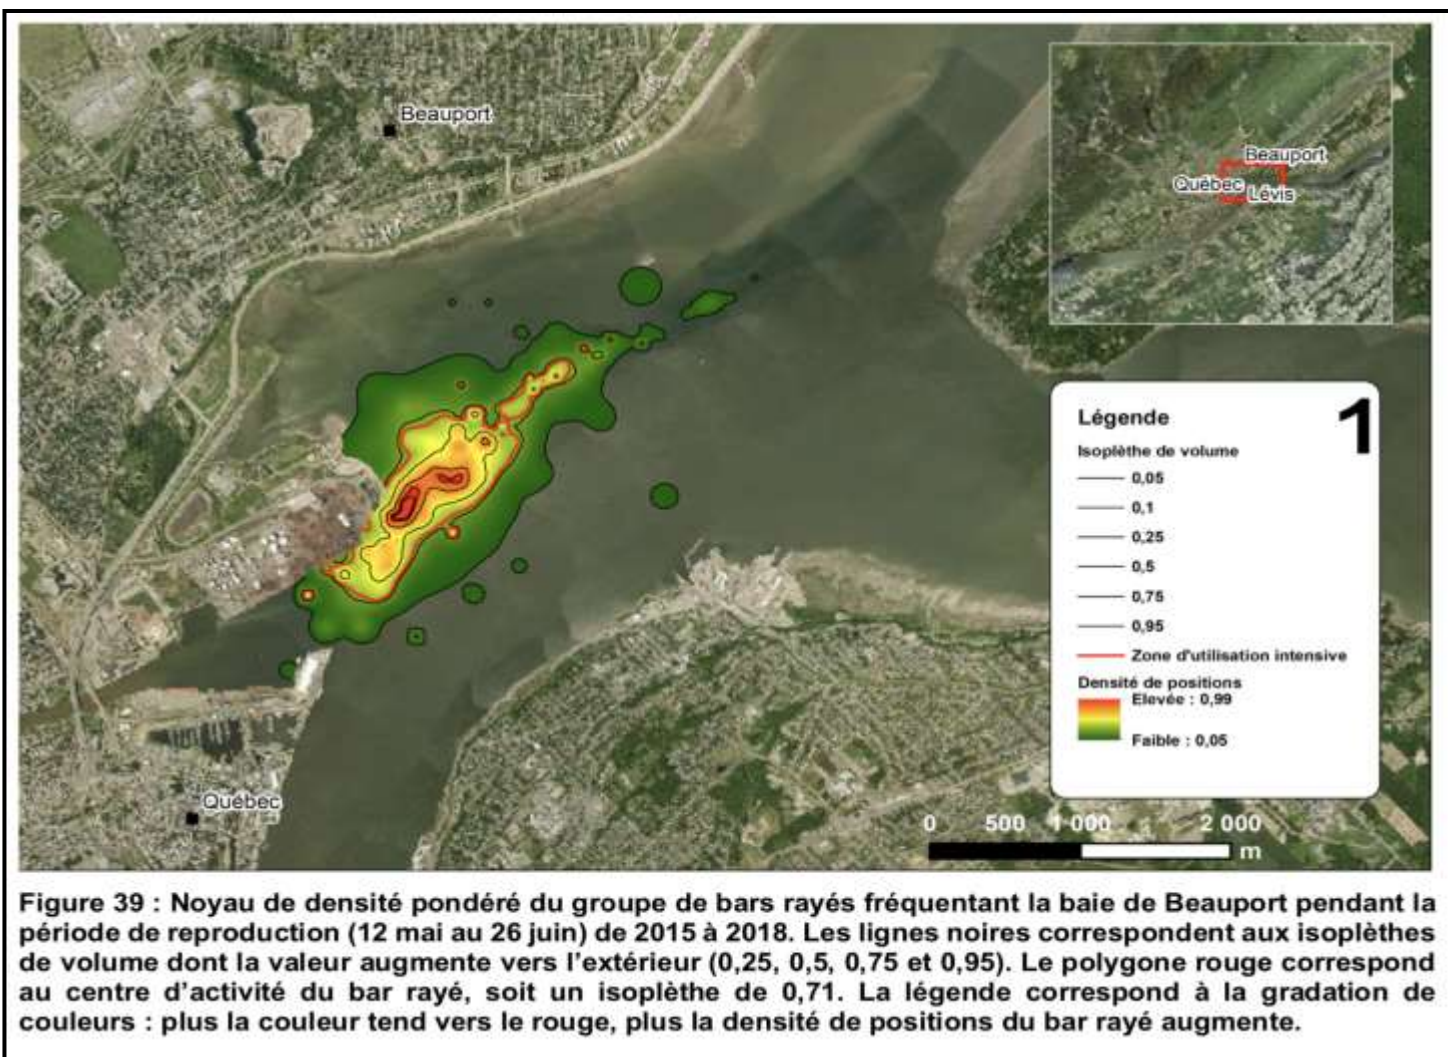 Beauport
Beauport
Québec
Lévis
Légende
1
Isoplèthe de volume
0,05
0,1
0,25
0,5
0,75
0,95
Zone d'utilisation intensive
Densité de positions
Elevée : 0,99
Faible : 0,05
Québec
0 500 1 000 2 000
m
Figure 39 : Noyau de densité pondéré du groupe de bars rayés fréquentant la baie de Beauport pendant la
période de reproduction (12 mai au 26 juin) de 2015 à 2018. Les lignes noires correspondent aux isoplèthes
de volume dont la valeur augmente vers l'extérieur (0,25, 0,5, 0,75 et 0,95). Le polygone rouge correspond
au centre d'activité du bar rayé, soit un isoplèthe de 0,71. La légende correspond à la gradation de
couleurs : plus la couleur tend vers le rouge, plus la densité de positions du bar rayé augmente.